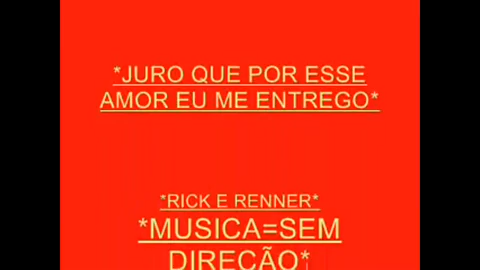 *JURO QUE POR ESSE
AMOR EU ME ENTREGO*
*RICK E RENNER*
*MUSICA=SEM
DIREÇÃO*